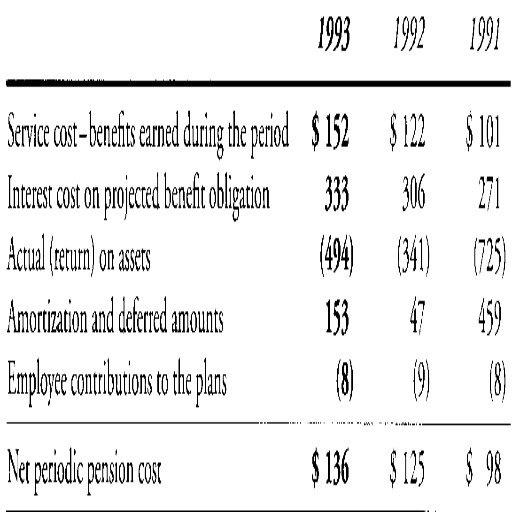 1993 1992 1991
Service cost–benefits earned during the period $ 152 $ 122 $ 101
Interest cost on projected benefit obligation 333 306 271
Actual (return) on assets (494) (341) (725)
Amortization and deferred amounts 153 47 459
Employee contributions to the plans (8) (9) (8)
Net periodic pension cost $ 136 $ 125 $ 98